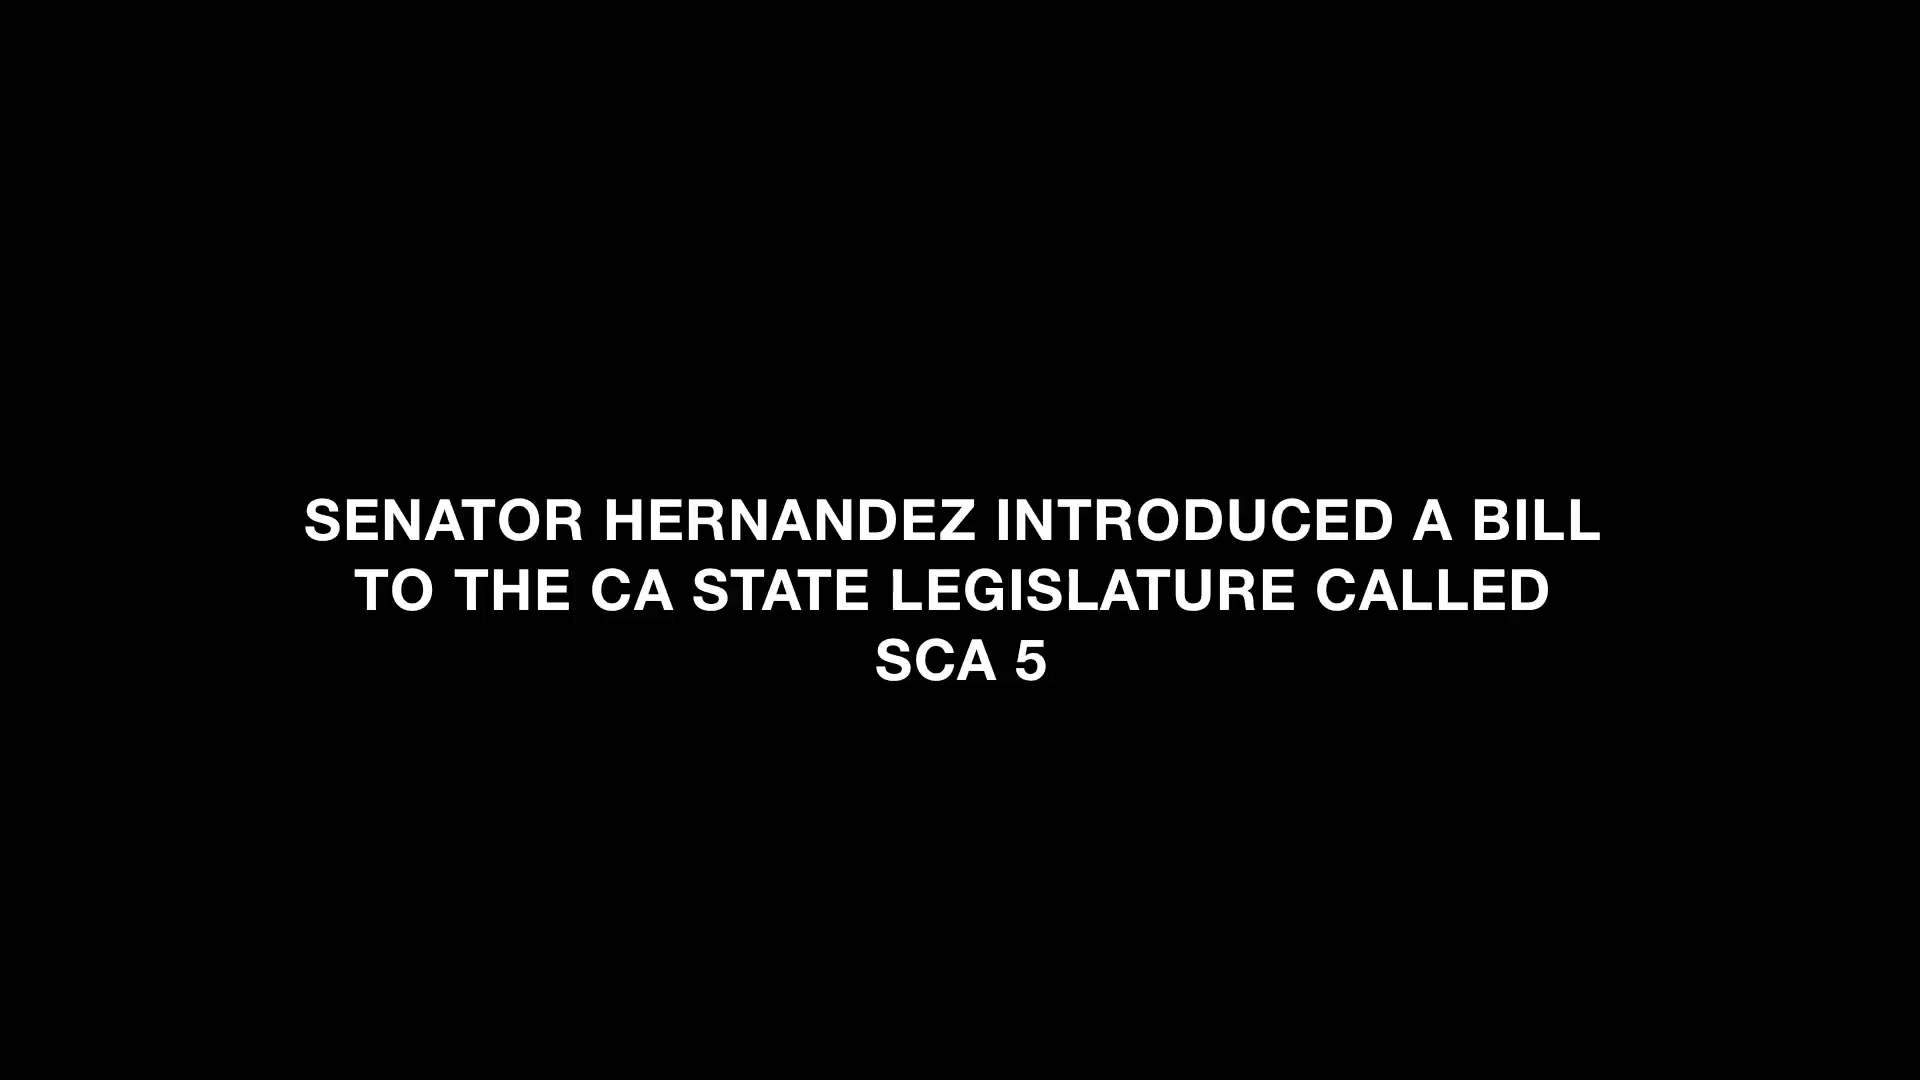 SENATOR HERNANDEZ INTRODUCED A BILL
TO THE CA STATE LEGISLATURE CALLED
SCA 5